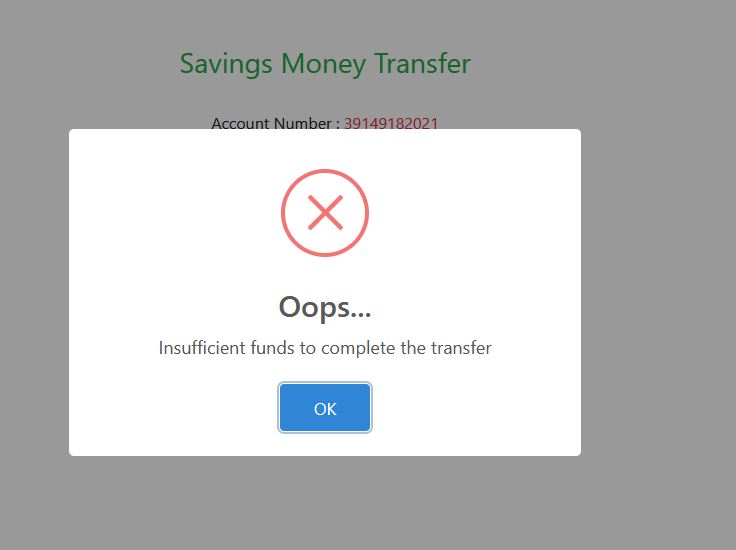 Savings Money Transfer
Account Number : 39149182021
Oops...
Insufficient funds to complete the transfer
OK